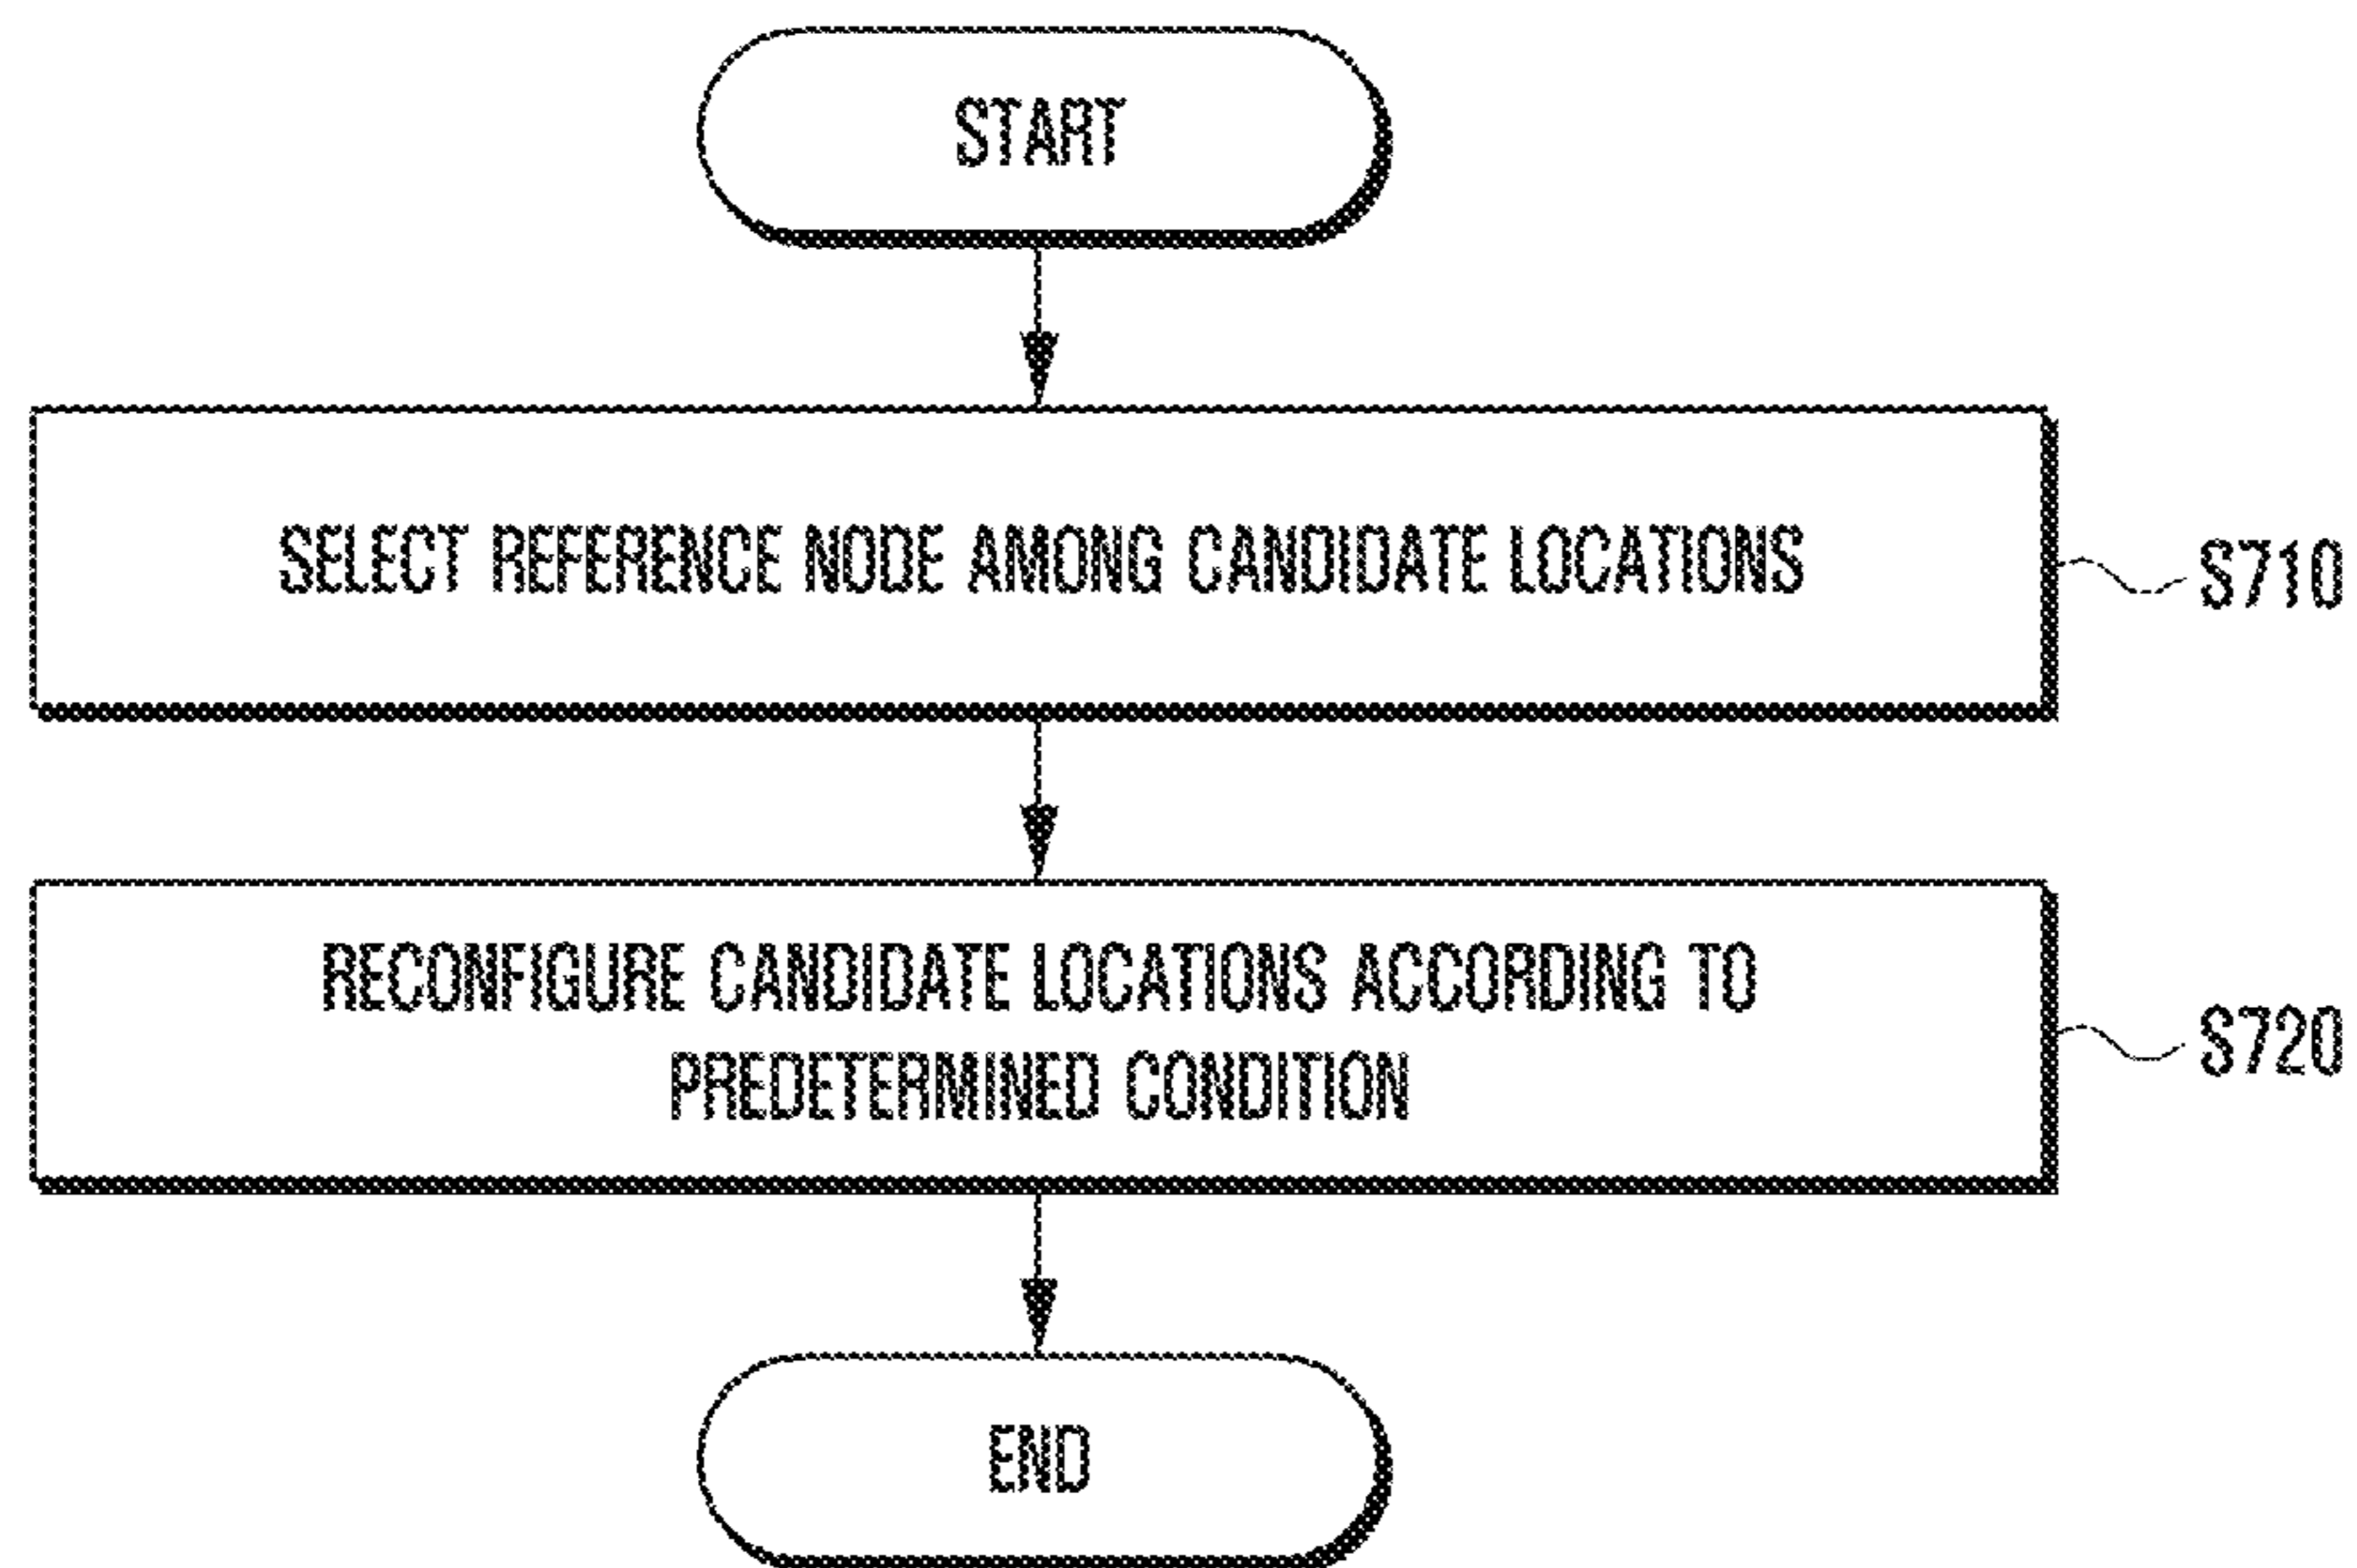 START
SELECT REFERENCE NODE AMONG CANDIDATE LOCATIONS
S710
RECONFIGURE CANDIDATE LOCATIONS ACCORDING TO
PREDETERMINED CONDITION
S720
END